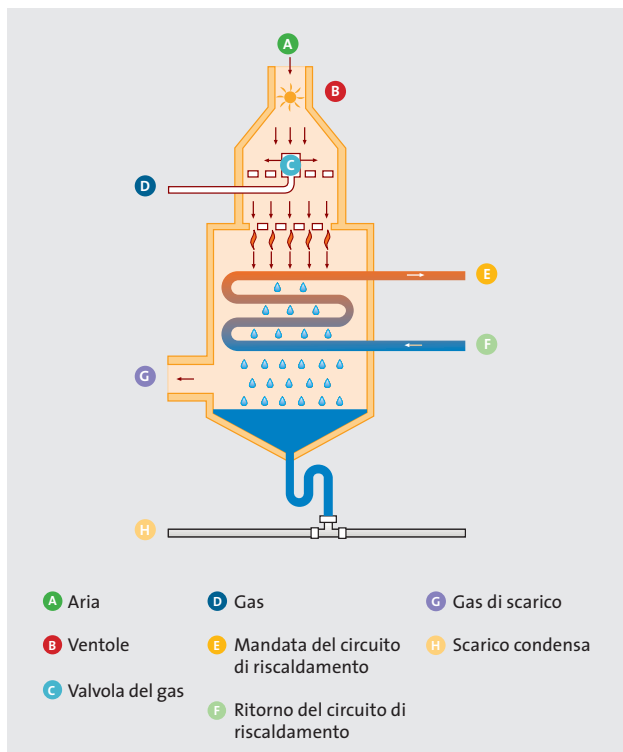 A
B
C
D
E
F
G
H
A Aria
B Ventole
C Valvola del gas
D Gas
E Mandata del circuito
di riscaldamento
F Ritorno del circuito di
riscaldamento
G Gas di scarico
H Scarico condensa